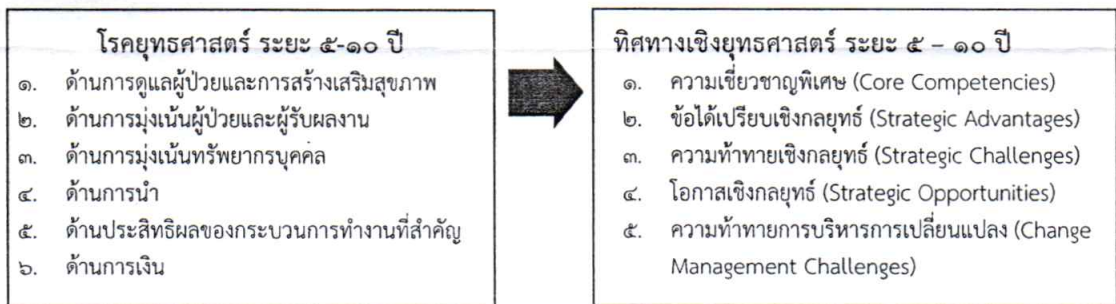 โรคยุทธศาสตร์ ระยะ ๕-๑๐ ปี
๑. ด้านการดูแลผู้ป่วยและการสร้างเสริมสุขภาพ
๒. ด้านการมุ่งเน้นผู้ป่วยและผู้รับผลงาน
๓. ด้านการมุ่งเน้นทรัพยากรบุคคล
๔. ด้านการนำ
๕. ด้านประสิทธิผลของกระบวนการทำงานที่สำคัญ
๖. ด้านการเงิน
ทิศทางเชิงยุทธศาสตร์ ระยะ ๕ – ๑๐ ปี
๑. ความเชี่ยวชาญพิเศษ (Core Competencies)
๒. ข้อได้เปรียบเชิงกลยุทธ์ (Strategic Advantages)
๓. ความท้าทายเชิงกลยุทธ์ (Strategic Challenges)
๔. โอกาสเชิงกลยุทธ์ (Strategic Opportunities)
๕. ความท้าทายการบริหารการเปลี่ยนแปลง (Change
Management Challenges)